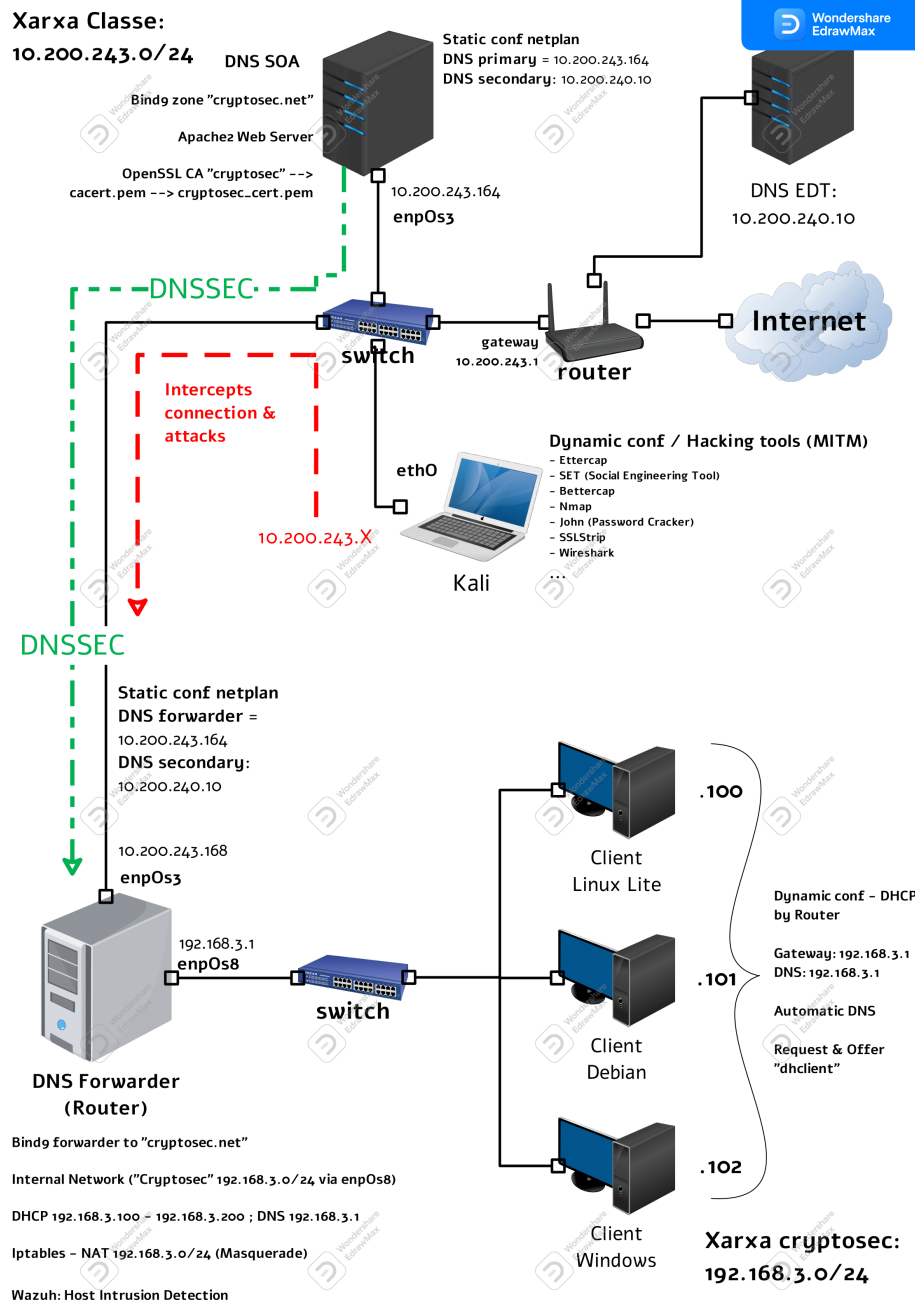 Xarxa Classe:
10.200.243.0/24
Wondershare
EdrawMax
DNS SOA
Bind9 zone "cryptosec.net"
Apache2 Web Server
OpenSSL CA "cryptosec" -->
cacert.pem --> cryptosec_cert.pem
Static conf netplan
DNS primary = 10.200.243.164
DNS secondary: 10.200.240.10
10.200.243.164
enp0s3
DNS EDT:
10.200.240.10
DNSSEC
switch
gateway
10.200.243.1
router
Internet
Intercepts
connection &
attacks
10.200.243.X
eth0
Kali
Dynamic conf / Hacking tools (MITM)
- Ettercap
- SET (Social Engineering Tool)
- Bettercap
- Nmap
- John (Password Cracker)
- SSLStrip
- Wireshark
...
DNSSEC
Static conf netplan
DNS forwarder =
10.200.243.164
DNS secondary:
10.200.240.10
10.200.243.168
enp0s3
192.168.3.1
enp0s8
switch
DNS Forwarder
(Router)
.100
Client
Linux Lite
.101
Client
Debian
.102
Client
Windows
Dynamic conf - DHCP
by Router
Gateway: 192.168.3.1
DNS: 192.168.3.1
Automatic DNS
Request & Offer
"dhclient"
Bind9 forwarder to "cryptosec.net"
Internal Network ("Cryptosec" 192.168.3.0/24 via enp0s8)
DHCP 192.168.3.100 - 192.168.3.200 ; DNS 192.168.3.1
Iptables - NAT 192.168.3.0/24 (Masquerade)
Wazuh: Host Intrusion Detection
Xarxa cryptosec:
192.168.3.0/24